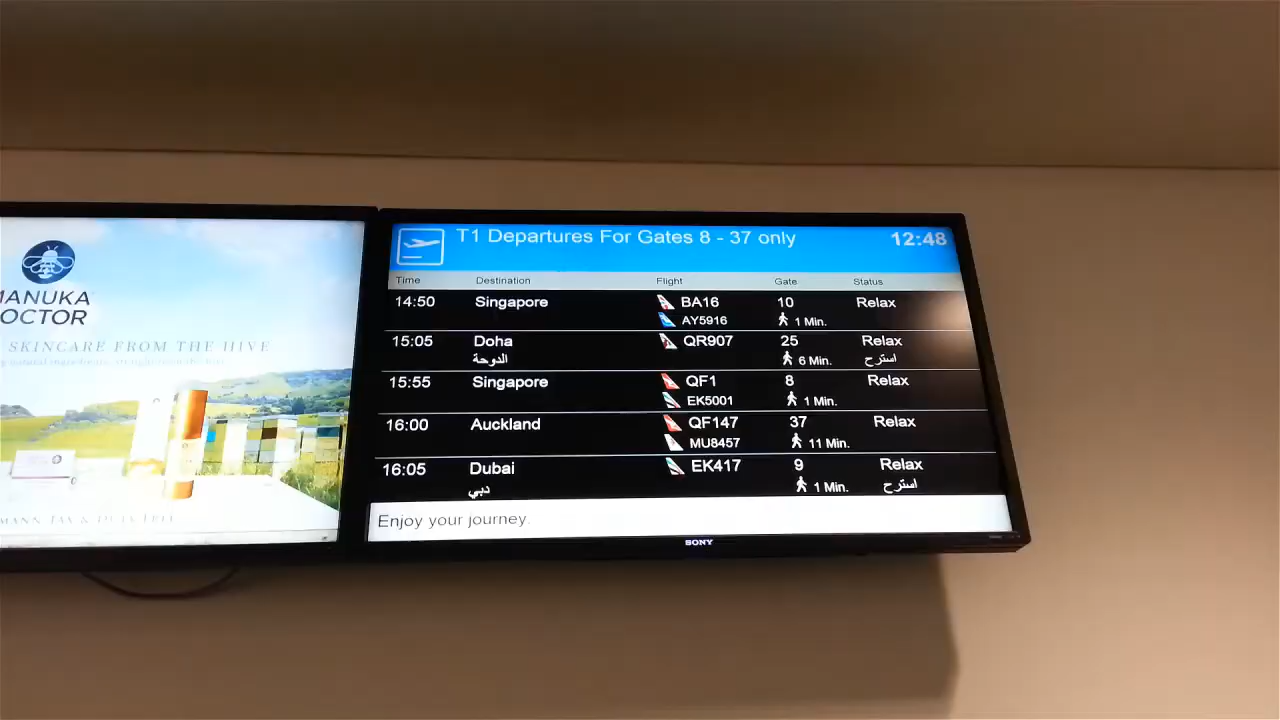 MANUKA
DOCTOR
SKINCARE FROM THE HIVE
T1 Departures For Gates 8 - 37 only 12:48
Time Destination Flight Gate Status
14:50 Singapore BA16 10 Relax
AY5916 1 Min.
15:05 Doha QR907 25 Relax
الدوحة 6 Min. استرح
15:55 Singapore QF1 8 Relax
EK5001 1 Min.
16:00 Auckland QF147 37 Relax
MU8457 11 Min.
16:05 Dubai EK417 9 Relax
دبي 1 Min. استرح
Enjoy your journey.
SONY